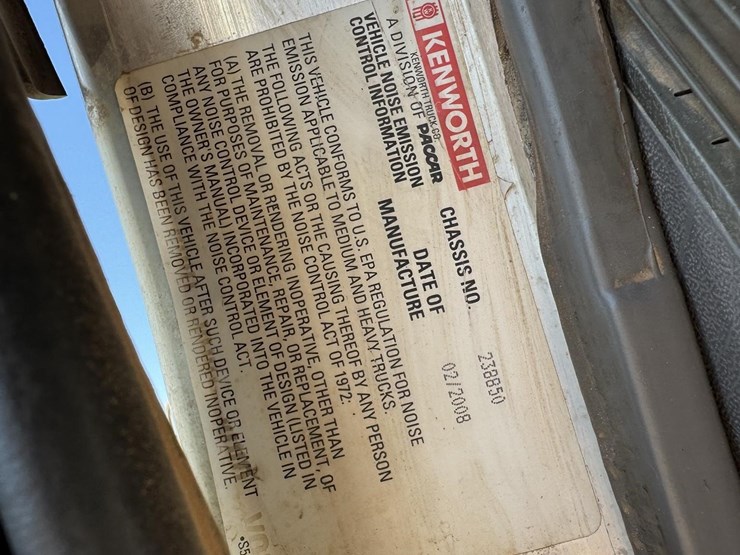 KENWORTH
KENWORTH TRUCK CO.
A DIVISION OF PACCAR
VEHICLE NOISE EMISSION
CONTROL INFORMATION
CHASSIS NO. 238850
DATE OF
MANUFACTURE 02/2008
THIS VEHICLE CONFORMS TO U.S. EPA REGULATION FOR NOISE
EMISSION APPLICABLE TO MEDIUM AND HEAVY TRUCKS.
THE FOLLOWING ACTS OR THE CAUSING THEREOF BY ANY PERSON
ARE PROHIBITED BY THE NOISE CONTROL ACT OF 1972:
(A) THE REMOVAL OR RENDERING INOPERATIVE, OTHER THAN
FOR PURPOSES OF MAINTENANCE, REPAIR, OR REPLACEMENT, OF
ANY NOISE CONTROL DEVICE OR ELEMENT OF DESIGN (LISTED IN
THE OWNER'S MANUAL) INCORPORATED INTO THE VEHICLE IN
COMPLIANCE WITH THE NOISE CONTROL ACT.
(B) THE USE OF THIS VEHICLE AFTER SUCH DEVICE OR ELEMENT
OF DESIGN HAS BEEN REMOVED OR RENDERED INOPERATIVE.